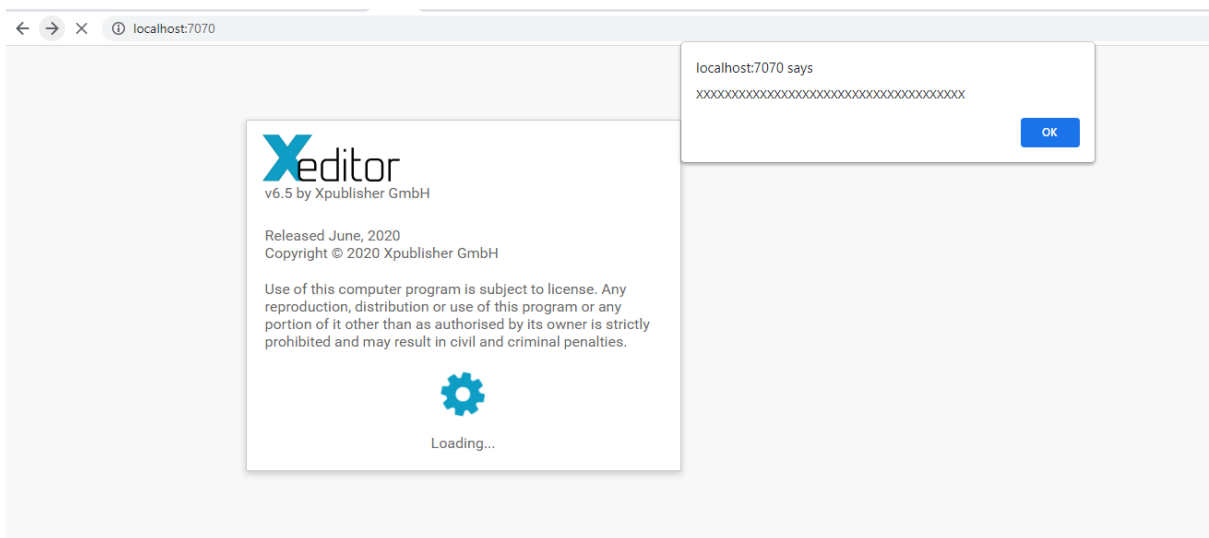 localhost:7070
localhost:7070 says
XXXXXXXXXXXXXXXXXXXXXXXXXXXXXXXXXXXXXX
OK
Xeditor
v6.5 by Xpublisher GmbH
Released June, 2020
Copyright © 2020 Xpublisher GmbH
Use of this computer program is subject to license. Any
reproduction, distribution or use of this program or any
portion of it other than as authorised by its owner is strictly
prohibited and may result in civil and criminal penalties.
Loading...